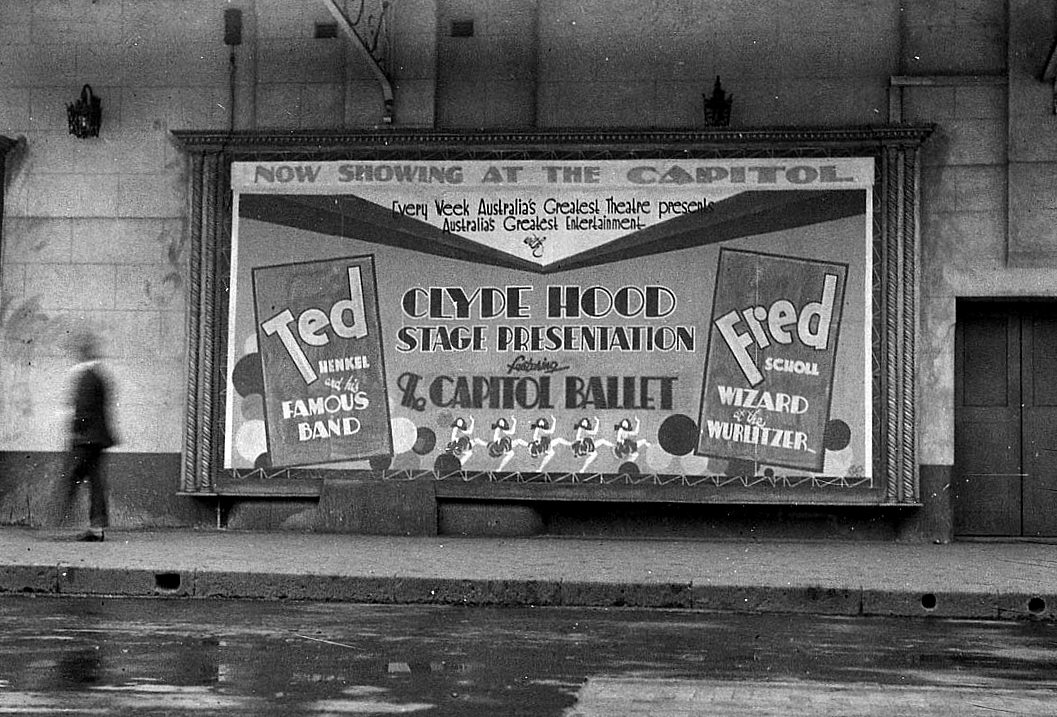 NOW SHOWING AT THE CAPITOL
Every Week Australia's Greatest Theatre presents
Australia's Greatest Entertainment
Ted
HENKEL
and his
FAMOUS
BAND
CLYDE HOOD
STAGE PRESENTATION
featuring
The CAPITOL BALLET
Fred
SCHOLL
WIZARD
at the
WURLITZER